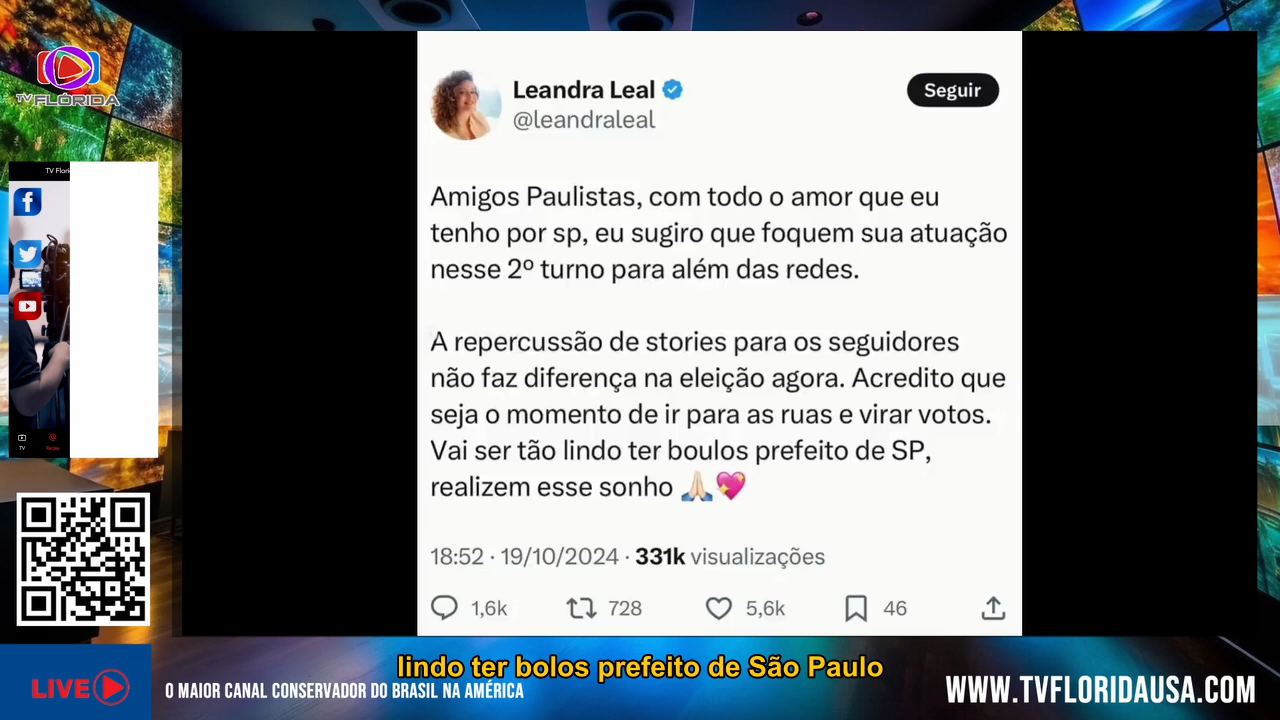 TV FLÓRIDA
TV Flori
TV
Leandra Leal
@leandraleal
Seguir
Amigos Paulistas, com todo o amor que eu
tenho por sp, eu sugiro que foquem sua atuação
nesse 2º turno para além das redes.
A repercussão de stories para os seguidores
não faz diferença na eleição agora. Acredito que
seja o momento de ir para as ruas e virar votos.
Vai ser tão lindo ter boulos prefeito de SP,
realizem esse sonho 🙏🏻💖
18:52 · 19/10/2024 · 331k visualizações
1,6k 728 5,6k 46
lindo ter bolos prefeito de São Paulo
LIVE
O MAIOR CANAL CONSERVADOR DO BRASIL NA AMÉRICA
WWW.TVFLORIDAUSA.COM